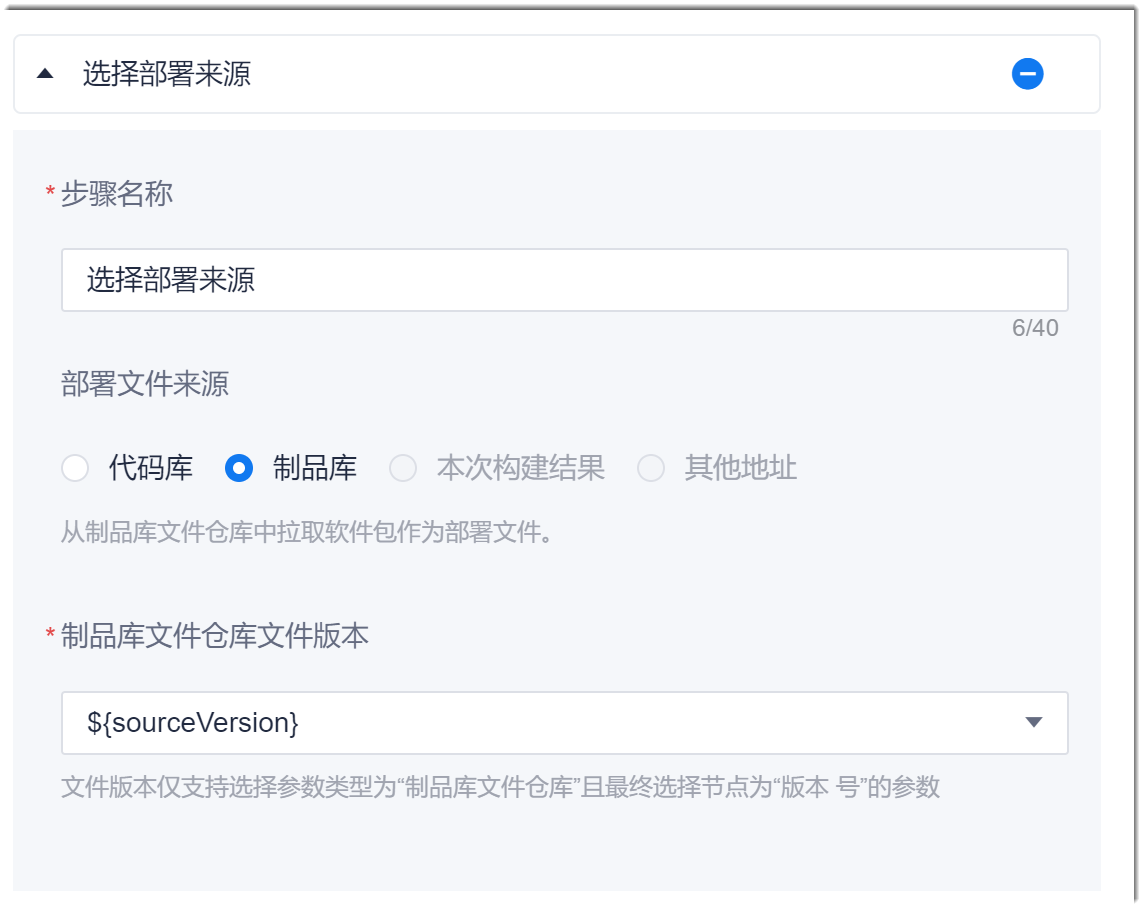 选择部署来源
* 步骤名称
选择部署来源
6/40
部署文件来源
代码库 制品库 本次构建结果 其他地址
从制品库文件仓库中拉取软件包作为部署文件。
* 制品库文件仓库文件版本
${sourceVersion}
文件版本仅支持选择参数类型为“制品库文件仓库”且最终选择节点为“版本 号”的参数